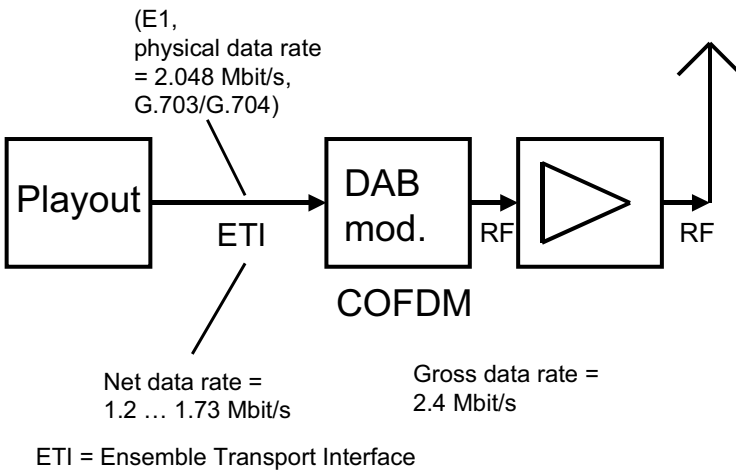 (E1,
physical data rate
= 2.048 Mbit/s,
G.703/G.704)
Playout
ETI
DAB
mod.
RF
RF
COFDM
Net data rate =
1.2 … 1.73 Mbit/s
Gross data rate =
2.4 Mbit/s
ETI = Ensemble Transport Interface